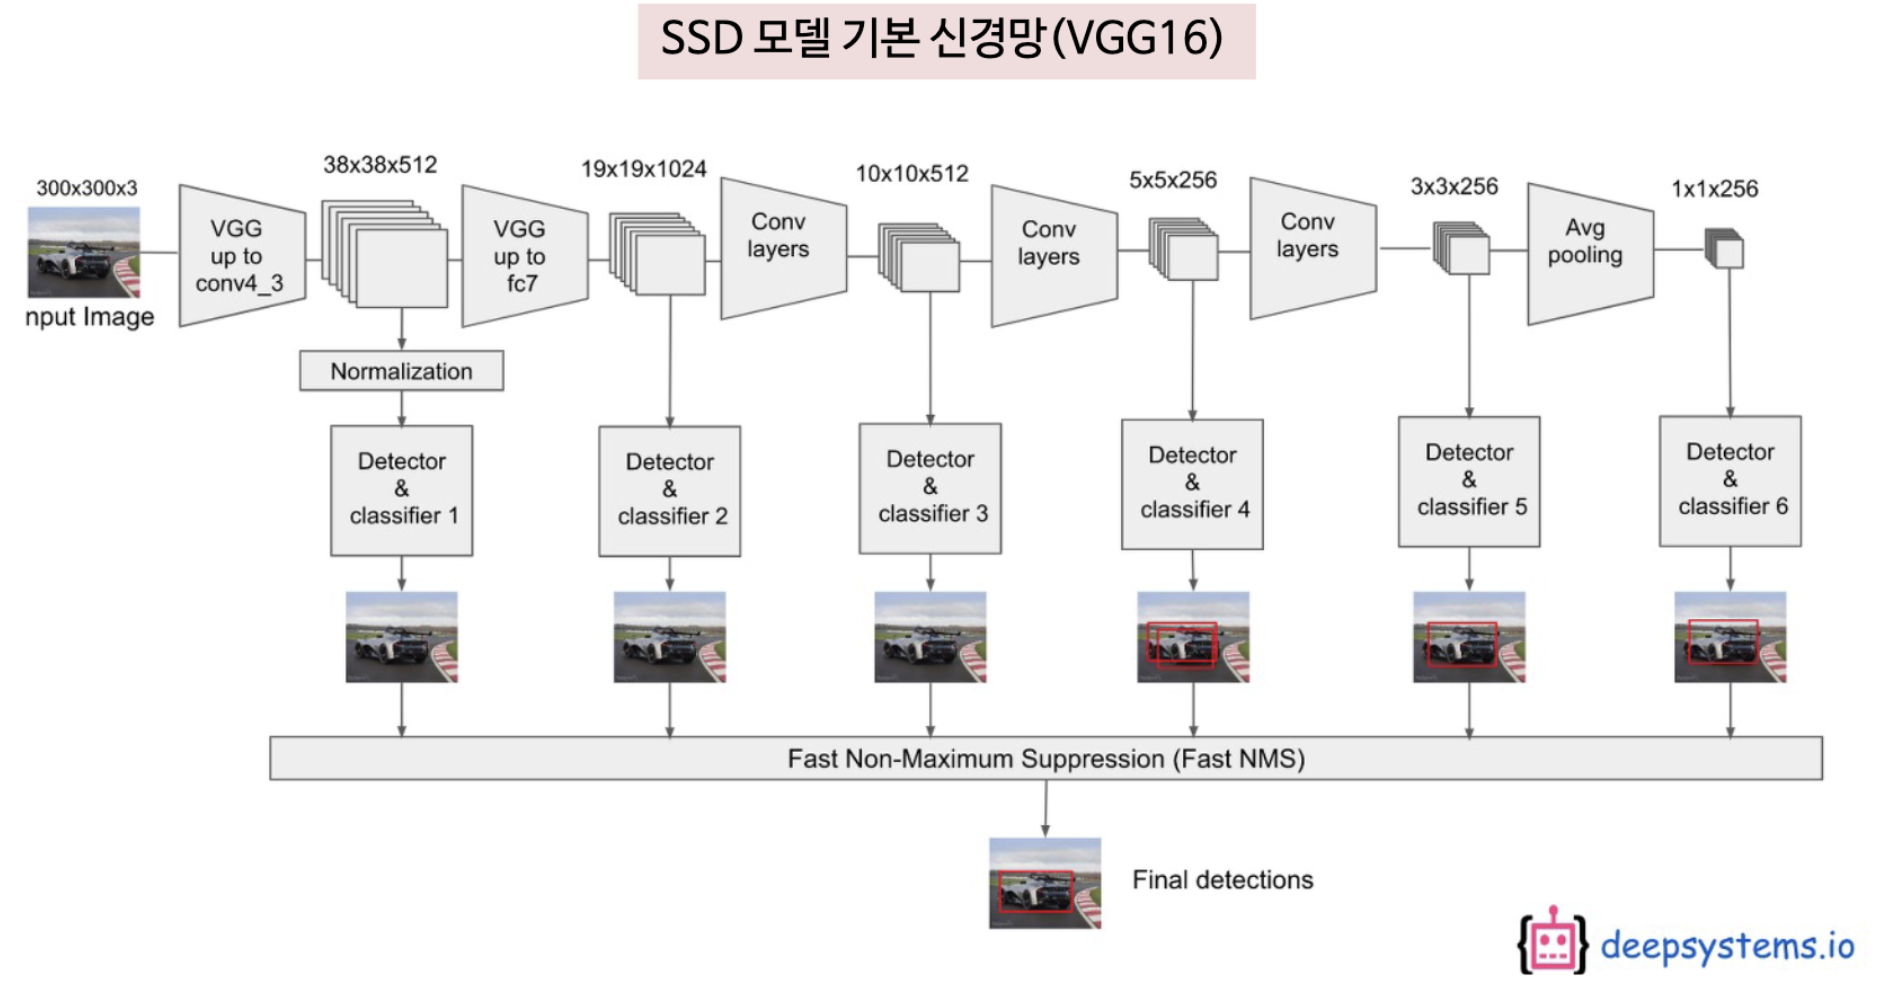 SSD 모델 기본 신경망(VGG16)
300x300x3
nput Image
VGG
up to
conv4_3
38x38x512
VGG
up to
fc7
19x19x1024
Conv
layers
10x10x512
Conv
layers
5x5x256
Conv
layers
3x3x256
Avg
pooling
1x1x256
Normalization
Detector
&
classifier 1
Detector
&
classifier 2
Detector
&
classifier 3
Detector
&
classifier 4
Detector
&
classifier 5
Detector
&
classifier 6
Fast Non-Maximum Suppression (Fast NMS)
Final detections
deepsystems.io